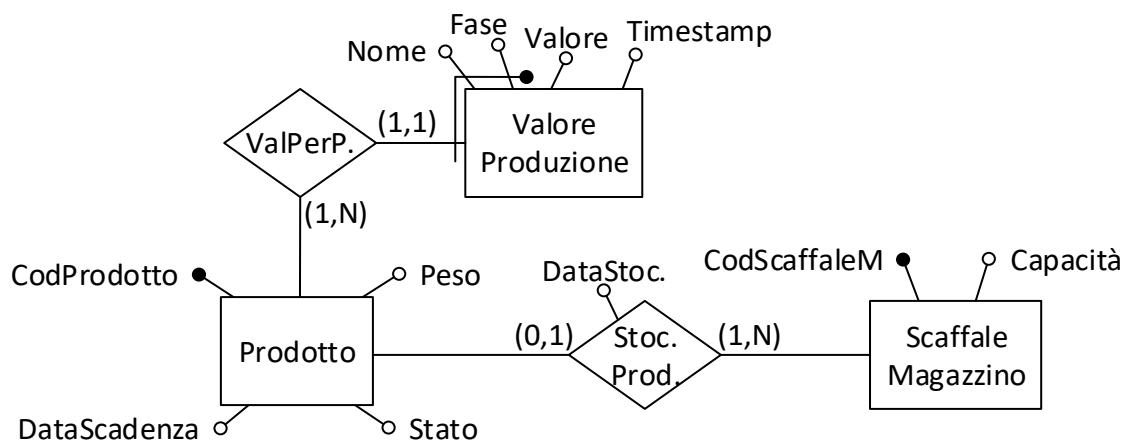 Fase
Nome
Valore
Timestamp
ValPerP.
(1,1)
Valore
Produzione
(1,N)
CodProdotto
Peso
DataStoc.
CodScaffaleM
Capacità
Prodotto
(0,1)
Stoc.
Prod.
(1,N)
Scaffale
Magazzino
DataScadenza
Stato